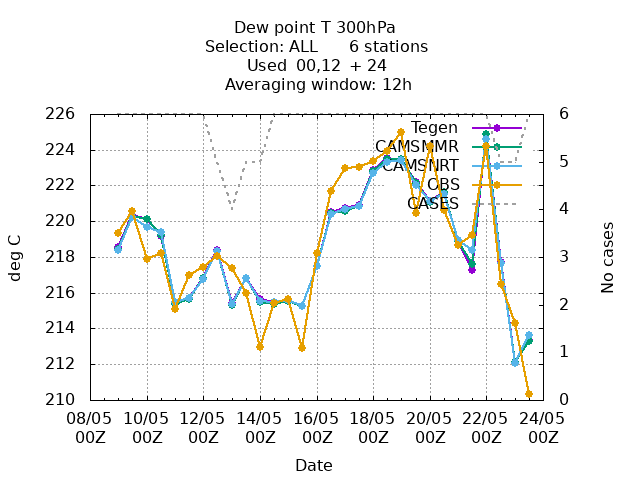 Dew point T 300hPa
Selection: ALL 6 stations
Used 00,12 + 24
Averaging window: 12h
226
224
222
220
218
216
214
212
210
deg C
6
5
4
3
2
1
0
No cases
Tegen
CAMSMMR
CAMSNRT
OBS
CASES
08/05 10/05 12/05 14/05 16/05 18/05 20/05 22/05 24/05
00Z 00Z 00Z 00Z 00Z 00Z 00Z 00Z 00Z
Date